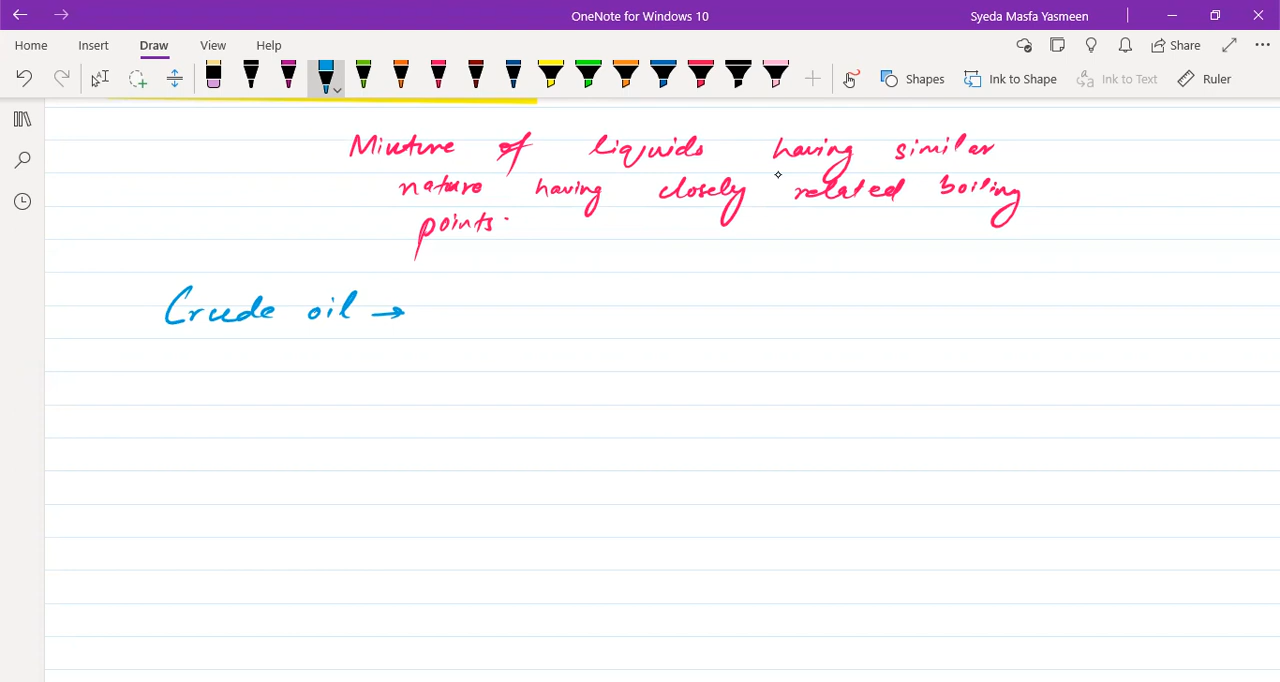 OneNote for Windows 10
Syeda Masfa Yasmeen
Home Insert Draw View Help
Share
Shapes
Ink to Shape
Ink to Text
Ruler
Mixture of liquids having similar
nature having closely related boiling
points.
Crude oil →